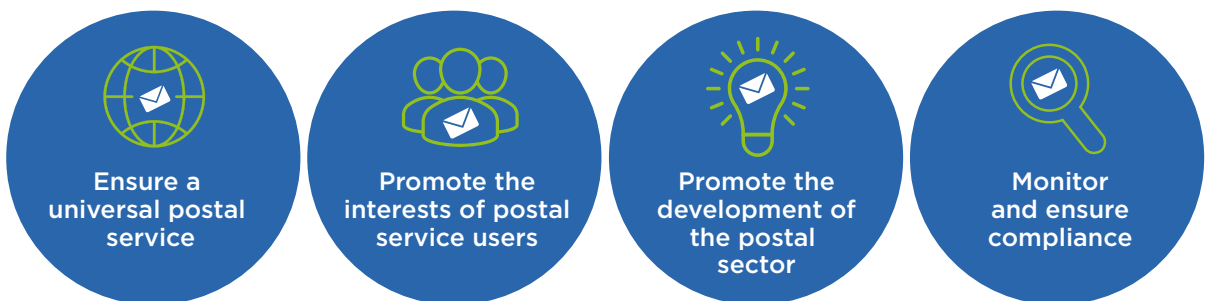 Ensure a
universal postal
service
Promote the
interests of postal
service users
Promote the
development of
the postal
sector
Monitor
and ensure
compliance